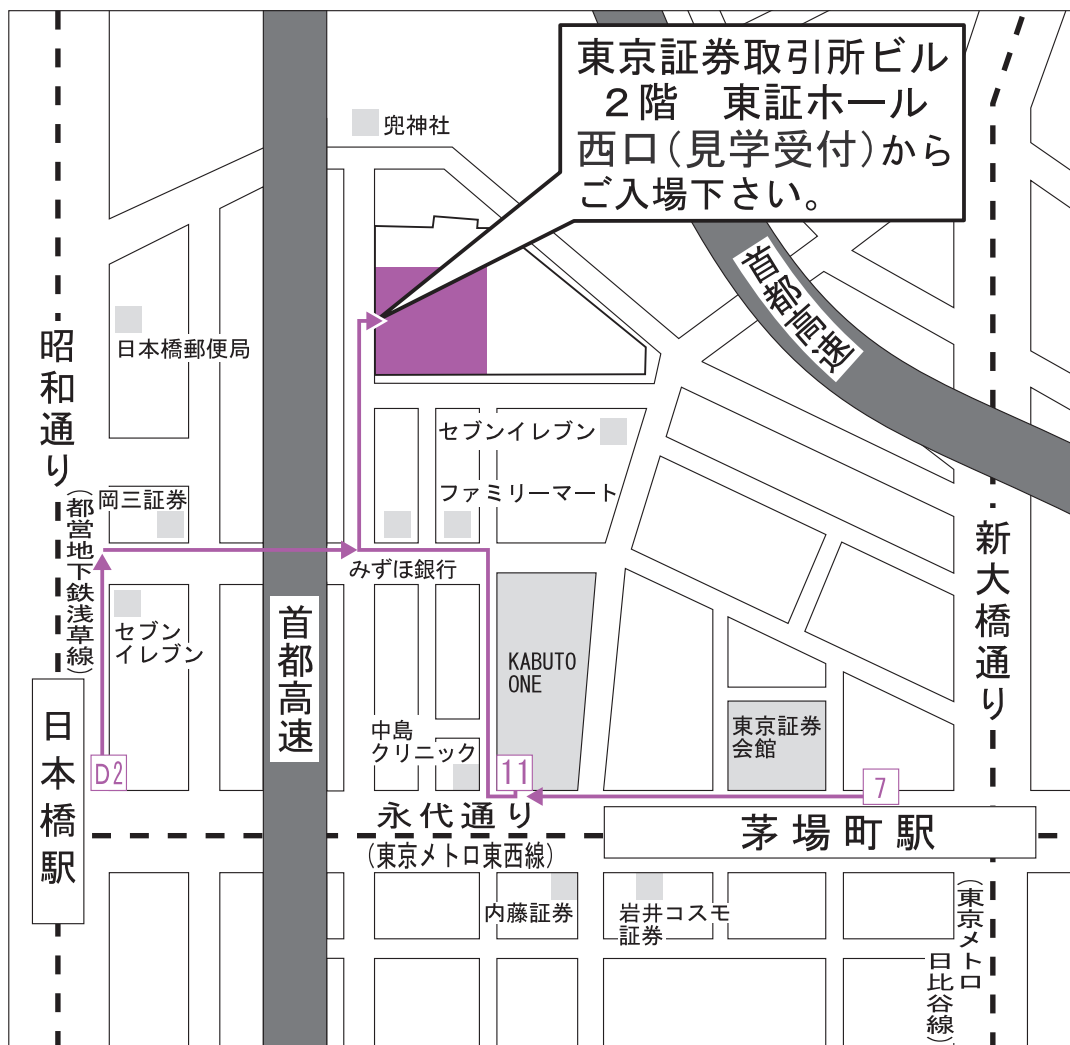 東京証券取引所ビル
２階　東証ホール
西口(見学受付)から
ご入場下さい。
兜神社
首都高速
日本橋郵便局
昭和通り
(都営地下鉄浅草線)
岡三証券
セブンイレブン
ファミリーマート
みずほ銀行
新大橋通り
セブン
イレブン
首都高速
KABUTO
ONE
東京証券
会館
中島
クリニック
日本橋駅
D2
11
7
永代通り
(東京メトロ東西線)
茅場町駅
内藤証券
岩井コスモ
証券
(東京メトロ
日比谷線)